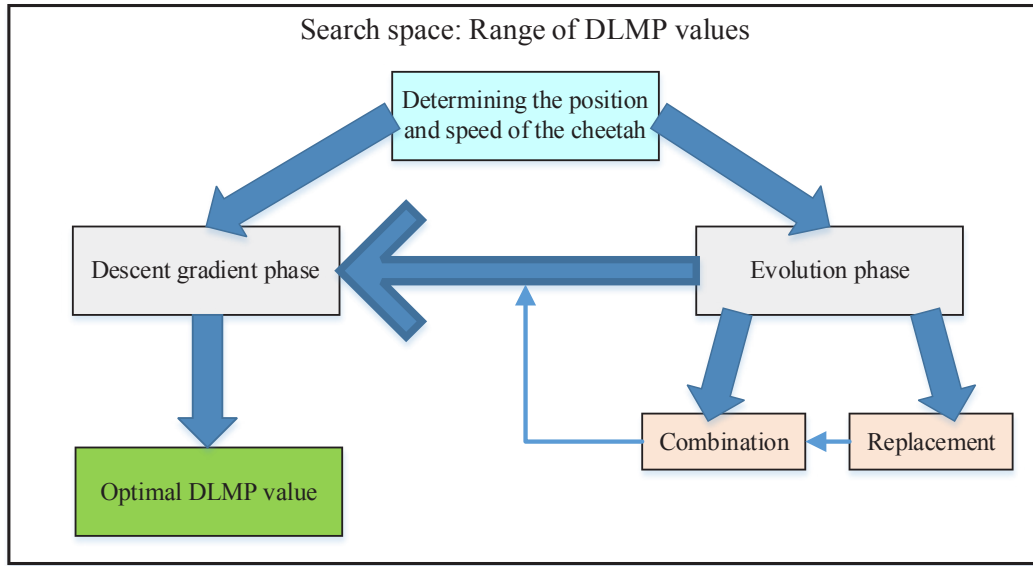 Search space: Range of DLMP values
Determining the position
and speed of the cheetah
Descent gradient phase
Evolution phase
Combination
Replacement
Optimal DLMP value